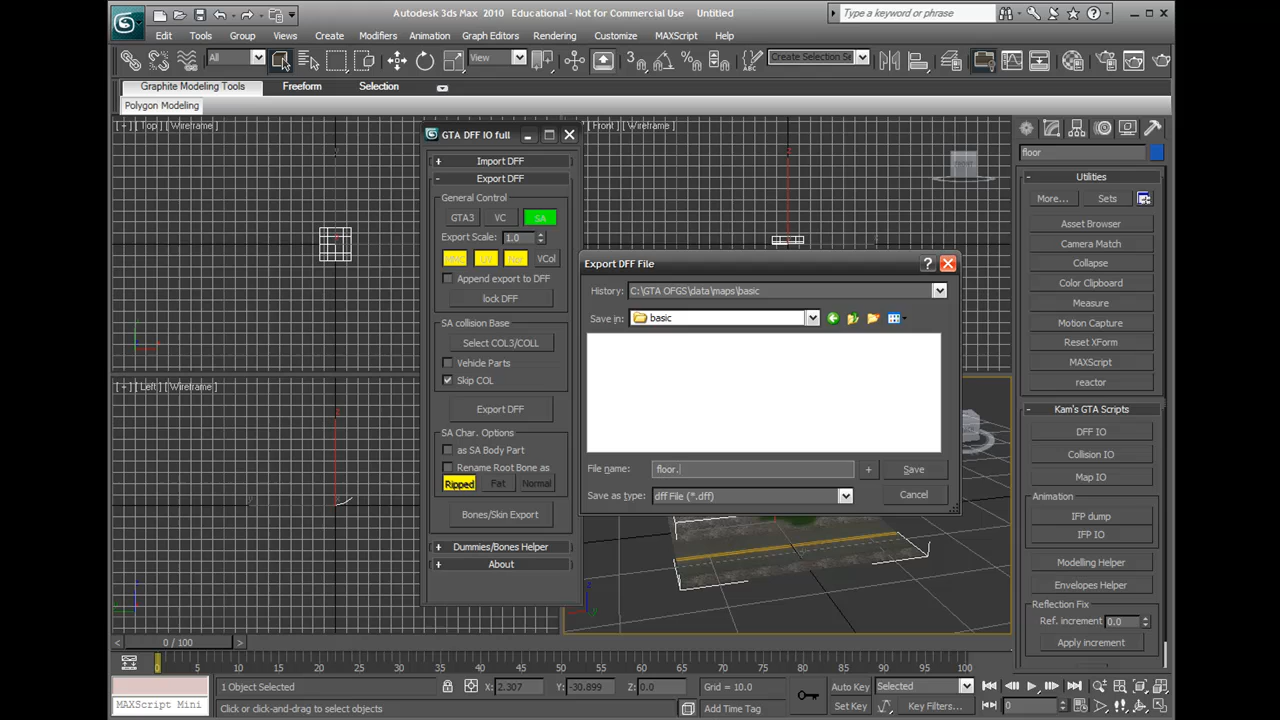 Autodesk 3ds Max 2010 Educational - Not for Commercial Use Untitled
Type a keyword or phrase
Edit Tools Group Views Create Modifiers Animation Graph Editors Rendering Customize MAXScript Help
All
View
Create Selection Se
Graphite Modeling Tools Freeform Selection
Polygon Modeling
[ + ] [ Top ] [ Wireframe ]
[ Front ] [ Wireframe ]
[ + ] [ Left ] [ Wireframe ]
FRONT
GTA DFF IO full
+ Import DFF
- Export DFF
General Control
GTA3 VC SA
Export Scale: 1.0
UV Nor VCol
Append export to DFF
lock DFF
SA collision Base
Select COL3/COLL
Vehicle Parts
Skip COL
Export DFF
SA Char. Options
as SA Body Part
Rename Root Bone as
Ripped Fat Normal
Bones/Skin Export
+ Dummies/Bones Helper
+ About
Export DFF File
History: C:\GTA OFGS\data\maps\basic
Save in: basic
File name: floor.
+ Save
Save as type: dff File (*.dff)
Cancel
floor
- Utilities
More... Sets
Asset Browser
Camera Match
Collapse
Color Clipboard
Measure
Motion Capture
Reset XForm
MAXScript
reactor
- Kam's GTA Scripts
DFF IO
Collision IO
Map IO
Animation
IFP dump
IFP IO
Modelling Helper
Envelopes Helper
Reflection Fix
Ref. increment 0.0
Apply increment
< 0 / 100 >
0 5 10 15 20 25 30 35 40 45 50 55 60 65 70 75 80 85 90 95 100
1 Object Selected
X: 2.307 Y: -30.899 Z: 0.0
Grid = 10.0
Auto Key Selected
MAXScript Mini
Click or click-and-drag to select objects
Add Time Tag
Set Key Key Filters...
0